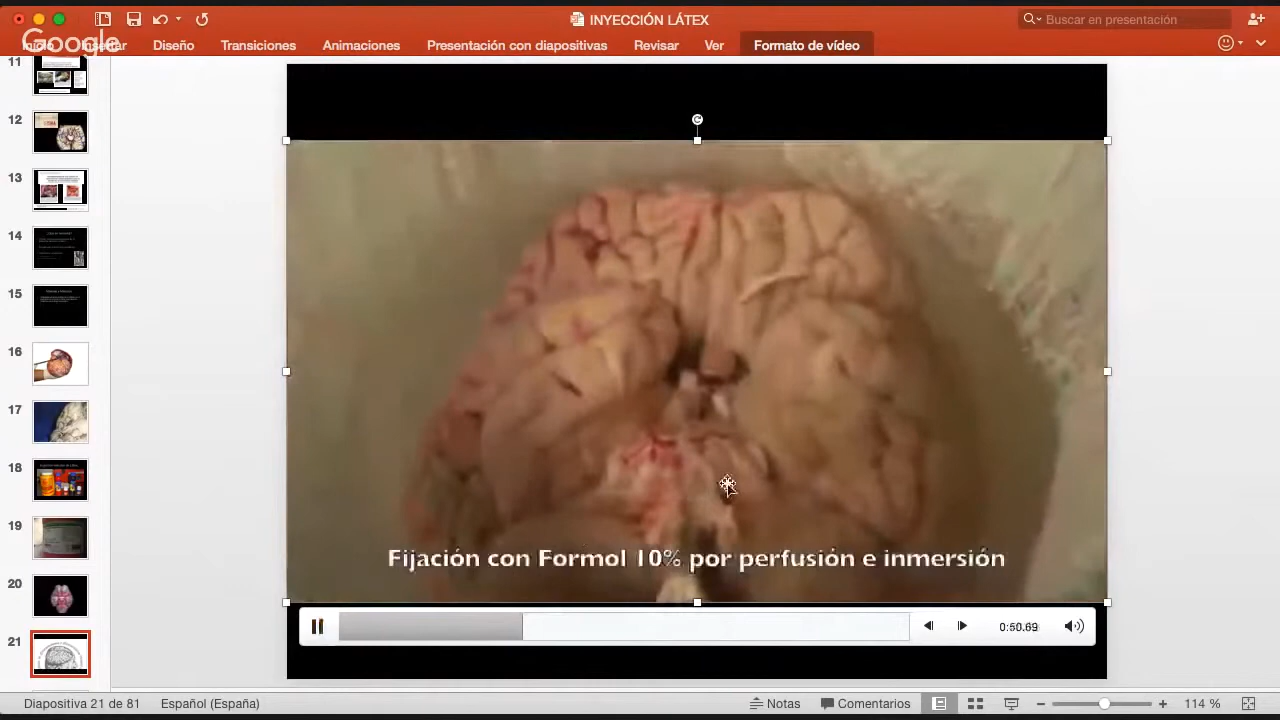 INYECCIÓN LÁTEX
Buscar en presentación
Google
Inicio Insertar Diseño Transiciones Animaciones Presentación con diapositivas Revisar Ver Formato de vídeo
11
12
13
14
15
16
17
18
19
20
21
Fijación con Formol 10% por perfusión e inmersión
0:50.69
Diapositiva 21 de 81 Español (España) Notas Comentarios 114 %